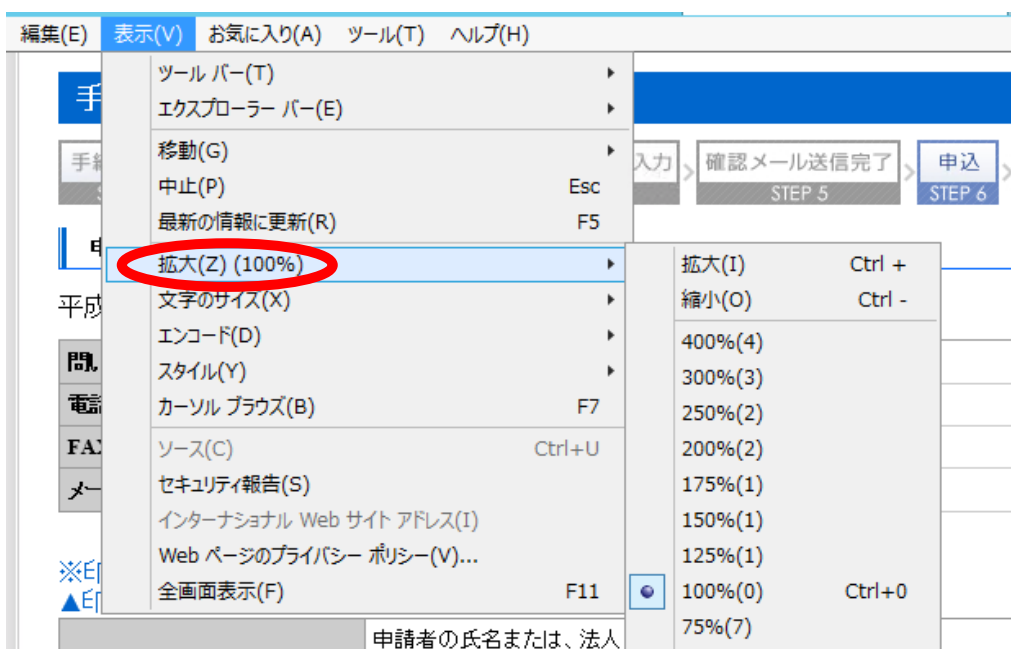 編集(E) 表示(V) お気に入り(A) ツール(T) ヘルプ(H)
ツール バー(T)
エクスプローラー バー(E)
移動(G)
中止(P) Esc
最新の情報に更新(R) F5
拡大(Z) (100%)
文字のサイズ(X)
エンコード(D)
スタイル(Y)
カーソル ブラウズ(B) F7
ソース(C) Ctrl+U
セキュリティ報告(S)
インターナショナル Web サイト アドレス(I)
Web ページのプライバシー ポリシー(V)...
全画面表示(F) F11
拡大(I) Ctrl +
縮小(O) Ctrl -
400%(4)
300%(3)
250%(2)
200%(2)
175%(1)
150%(1)
125%(1)
100%(0) Ctrl+0
75%(7)
手
入力 確認メール送信完了 申込
STEP 5 STEP 6
平成
電話
FAX
メー
※印
▲印
申請者の氏名または、法人